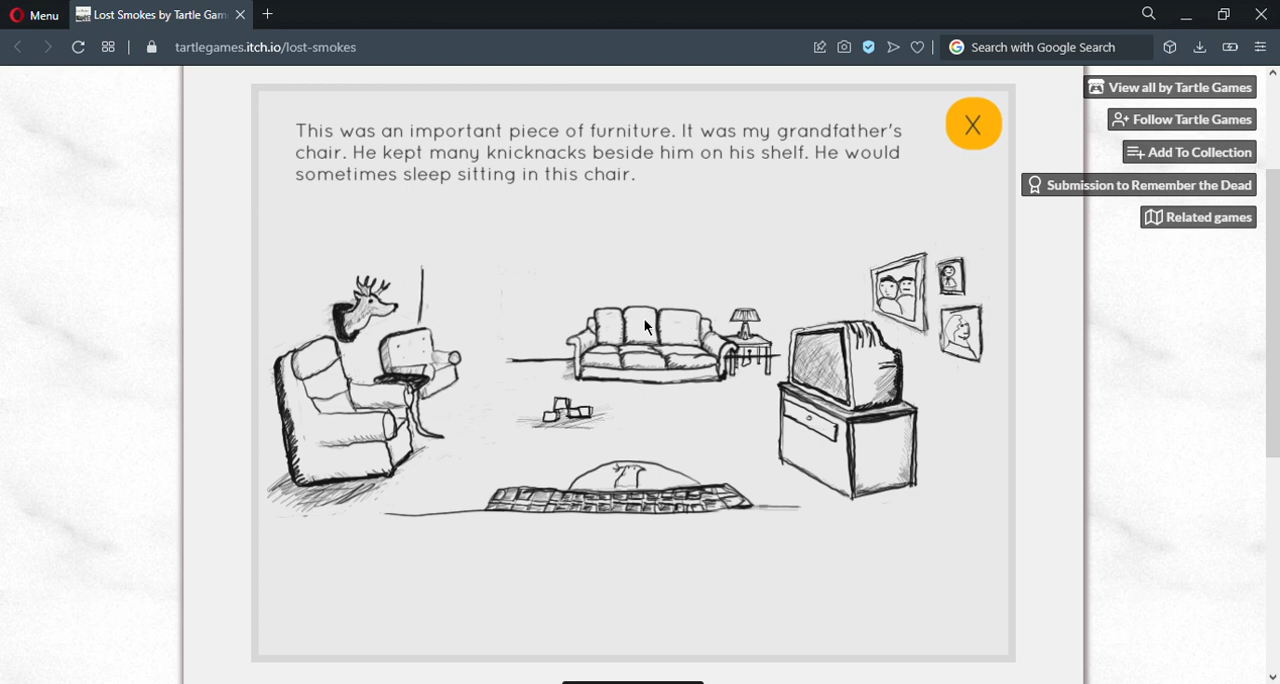 Menu
Lost Smokes by Tartle Gam
tartlegames.itch.io/lost-smokes
Search with Google Search
View all by Tartle Games
Follow Tartle Games
Add To Collection
Submission to Remember the Dead
Related games
This was an important piece of furniture. It was my grandfather's
chair. He kept many knicknacks beside him on his shelf. He would
sometimes sleep sitting in this chair.
X